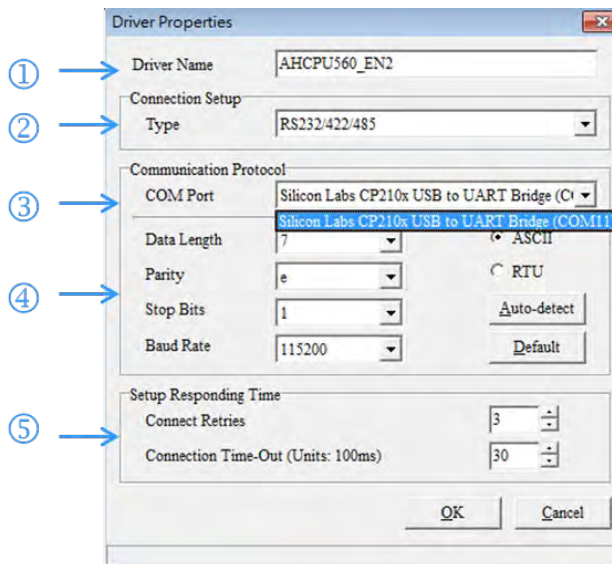 Driver Properties
① Driver Name AHCPU560_EN2
Connection Setup
② Type RS232/422/485
Communication Protocol
③ COM Port Silicon Labs CP210x USB to UART Bridge (C
Silicon Labs CP210x USB to UART Bridge (COM11
Data Length 7 ASCII
④ Parity e RTU
Stop Bits 1 Auto-detect
Baud Rate 115200 Default
Setup Responding Time
⑤ Connect Retries 3
Connection Time-Out (Units: 100ms) 30
OK Cancel